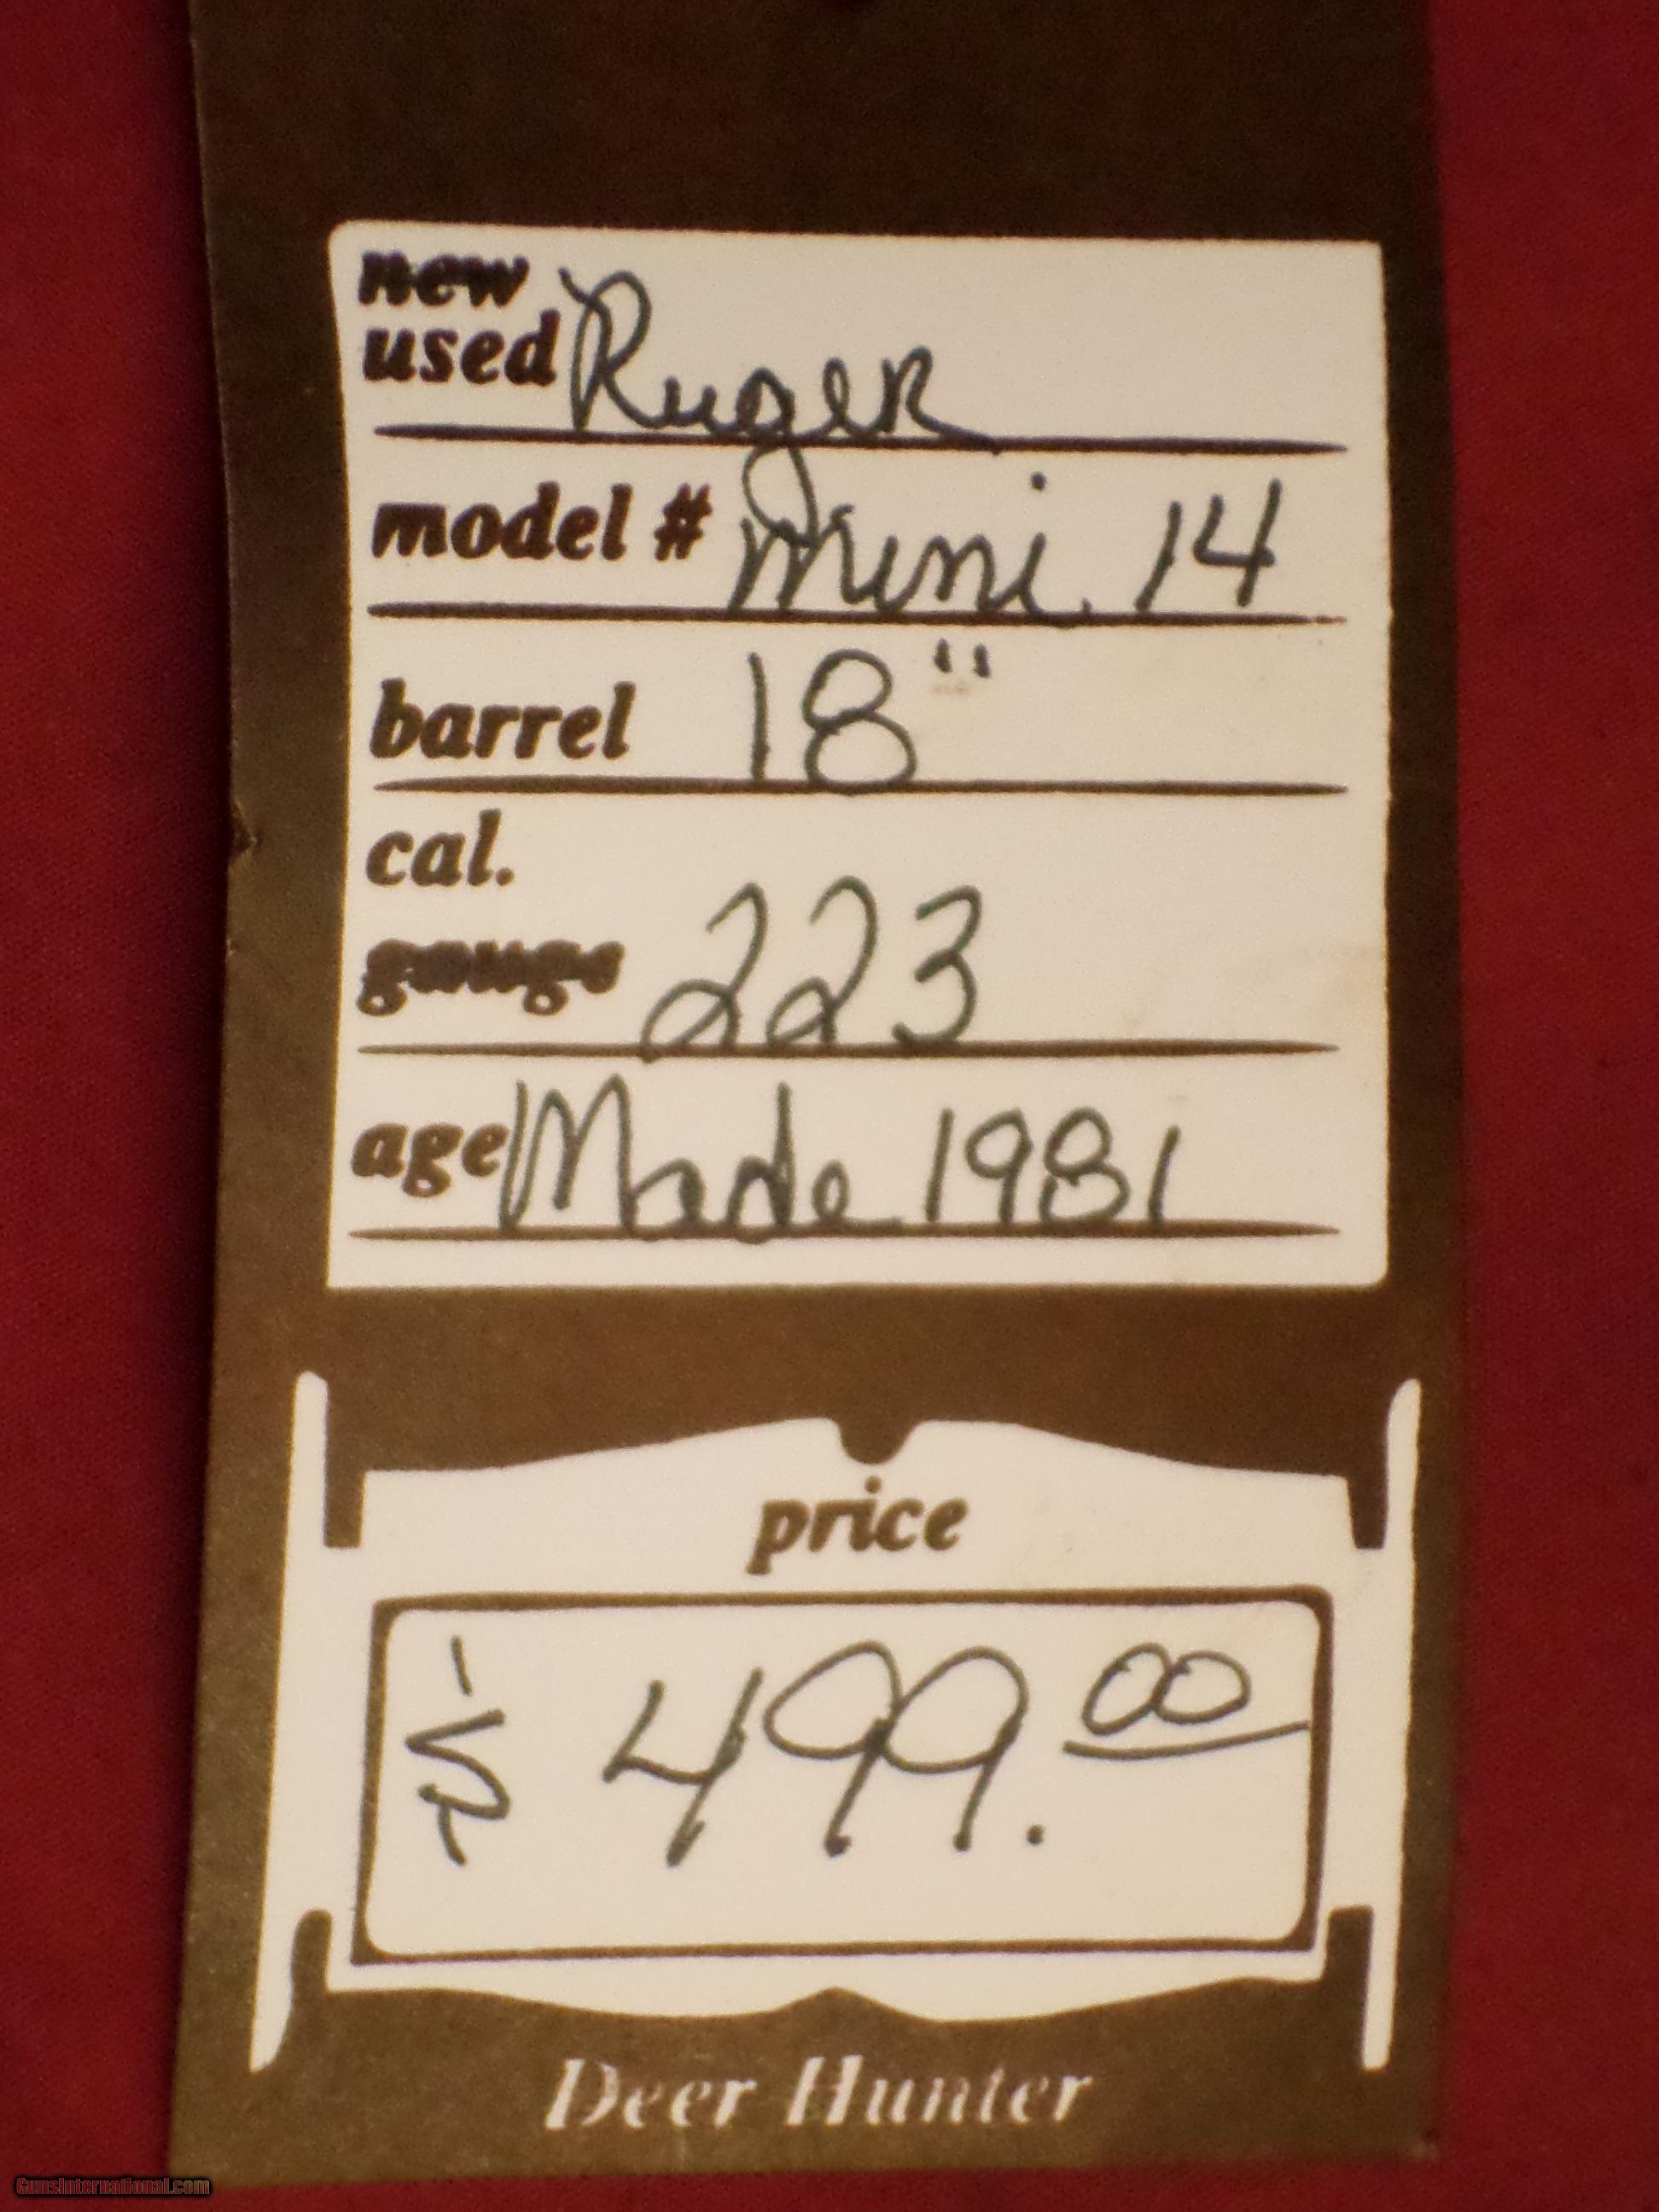 new
used Ruger
model # Mini. 14
barrel 18"
cal.
gauge 223
age Made 1981
price
$ 499.00
Deer Hunter
GunsInternational.com